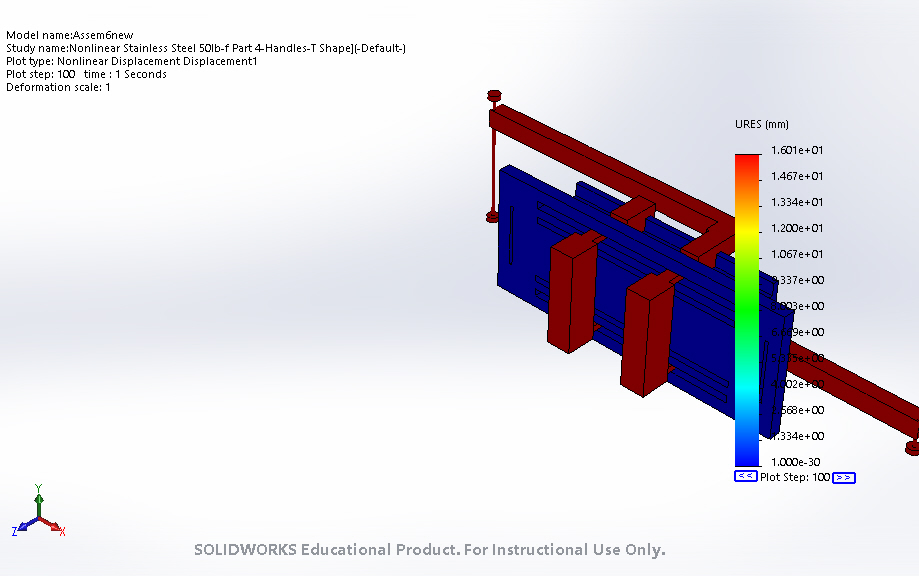 Model name:Assem6new
Study name:Nonlinear Stainless Steel 50lb-f Part 4-Handles-T Shape](-Default-)
Plot type: Nonlinear Displacement Displacement1
Plot step: 100 time : 1 Seconds
Deformation scale: 1
URES (mm)
1.601e+01
1.467e+01
1.334e+01
1.200e+01
1.067e+01
1.000e-30
<< Plot Step: 100 >>
Y
Z X
SOLIDWORKS Educational Product. For Instructional Use Only.